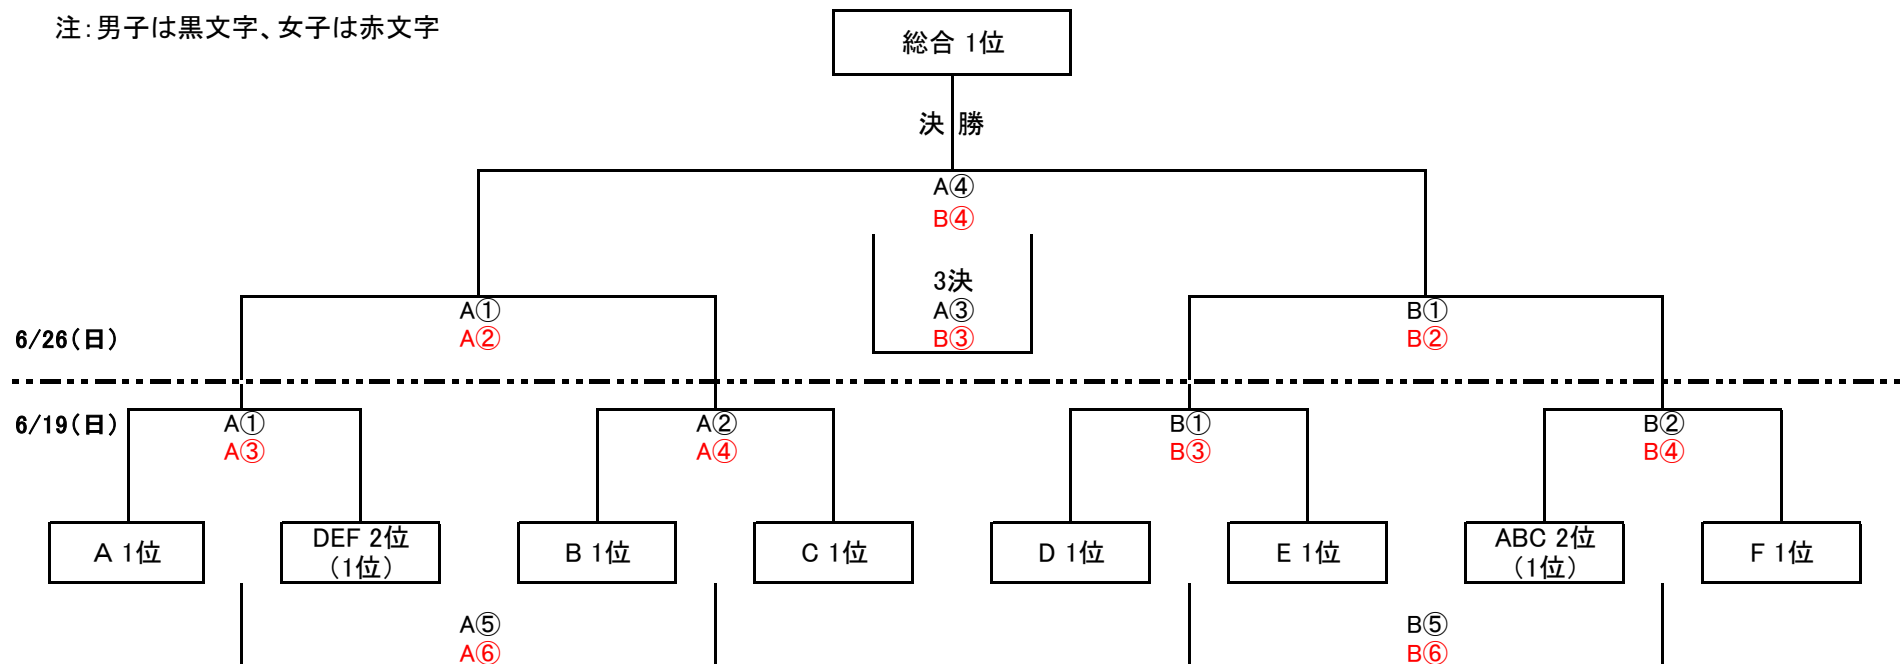 注：男子は黒文字、女子は赤文字
総合 1位
決 勝
A④
B④
3決
A③
B③
A①
A②
B①
B②
6/26（日）
6/19（日）
A①
A③
A②
A④
B①
B③
B②
B④
A 1位
DEF 2位
（1位）
B 1位
C 1位
D 1位
E 1位
ABC 2位
（1位）
F 1位
A⑤
A⑥
B⑤
B⑥